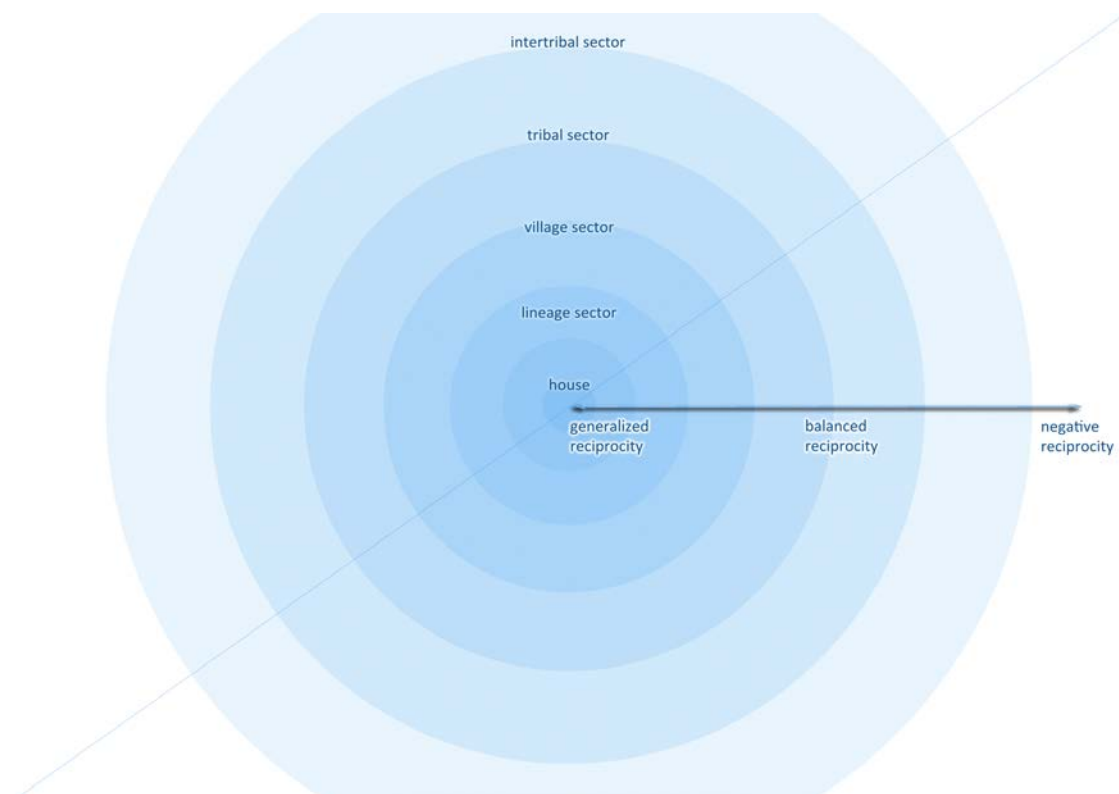 intertribal sector
tribal sector
village sector
lineage sector
house
generalized
reciprocity
balanced
reciprocity
negative
reciprocity